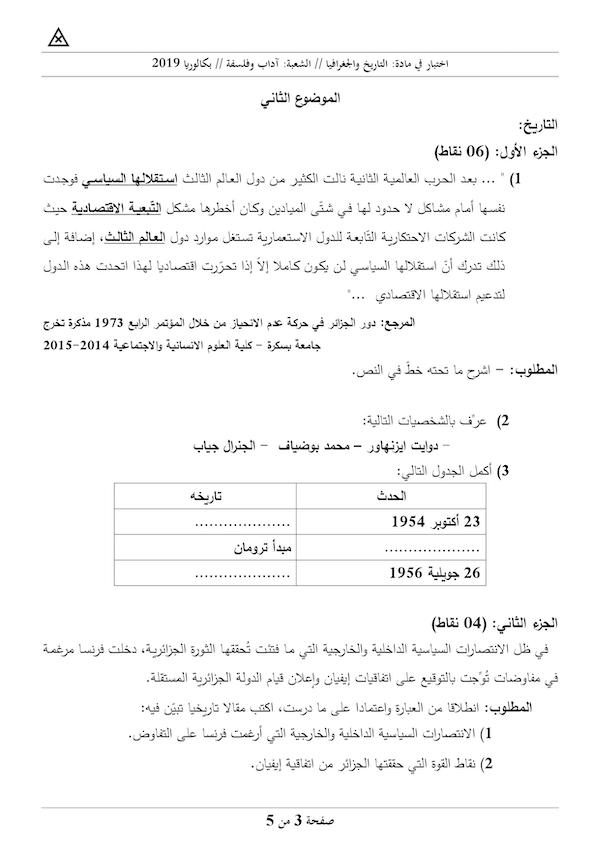 اختبار في مادة: التاريخ والجغرافيا // الشعبة: آداب وفلسفة // بكالوريا 2019
الموضوع الثاني
التاريخ:
الجزء الأول: (06 نقاط)
1) " ... بعد الحرب العالمية الثانية نالت الكثير من دول العالم الثالث استقلالها السياسي فوجدت
نفسها أمام مشاكل لا حدود لها في شتّى الميادين وكان أخطرها مشكل التّبعية الاقتصادية حيث
كانت الشركات الاحتكارية التّابعة للدول الاستعمارية تستغل موارد دول العالم الثالث، إضافة إلى
ذلك تدرك أنّ استقلالها السياسي لن يكون كاملا إلاّ إذا تحرّرت اقتصاديا لهذا اتحدت هذه الدول
لتدعيم استقلالها الاقتصادي ..."
المرجع: دور الجزائر في حركة عدم الانحياز من خلال المؤتمر الرابع 1973 مذكرة تخرج
جامعة بسكرة – كلية العلوم الانسانية والاجتماعية 2014-2015
المطلوب: – اشرح ما تحته خطّ في النص.
2) عرّف بالشخصيات التالية:
– دوايت ايزنهاور – محمد بوضياف – الجنرال جياب
3) أكمل الجدول التالي:
الحدث تاريخه
23 أكتوبر 1954 ....................
.................... مبدأ ترومان
26 جويلية 1956 ....................
الجزء الثاني: (04 نقاط)
في ظل الانتصارات السياسية الداخلية والخارجية التي ما فتئت تُحققها الثورة الجزائرية، دخلت فرنسا مرغمة
في مفاوضات تُوّجت بالتوقيع على اتفاقيات إيفيان وإعلان قيام الدولة الجزائرية المستقلة.
المطلوب: انطلاقا من العبارة واعتمادا على ما درست، اكتب مقالا تاريخيا تبيّن فيه:
1) الانتصارات السياسية الداخلية والخارجية التي أرغمت فرنسا على التفاوض.
2) نقاط القوة التي حققتها الجزائر من اتفاقية إيفيان.
صفحة 3 من 5